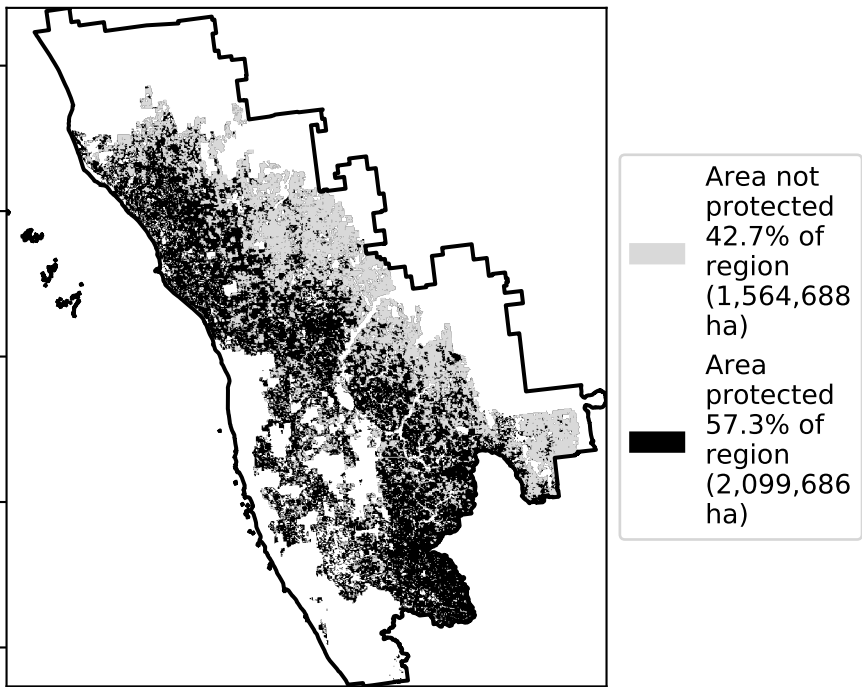 Area not
protected
42.7% of
region
(1,564,688
ha)
Area
protected
57.3% of
region
(2,099,686
ha)